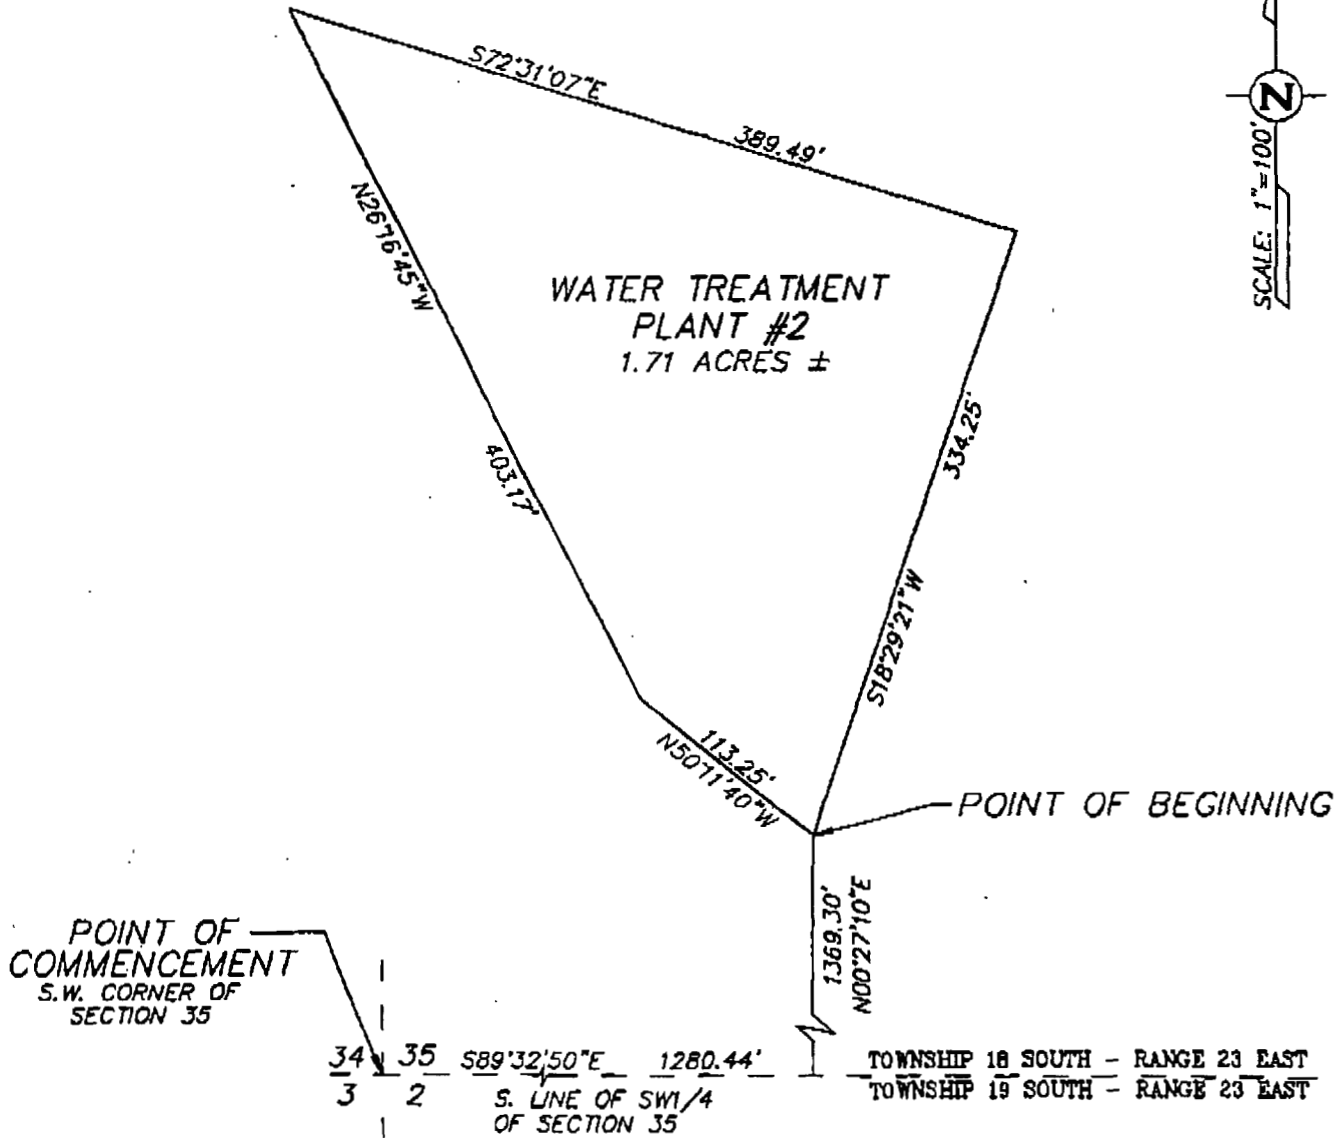 S72°31'07"E
389.49'
N
SCALE: 1"=100'
N26°16'45"W
WATER TREATMENT
PLANT #2
1.71 ACRES ±
403.17'
334.25'
S18°29'21"W
113.25'
N50°11'40"W
POINT OF BEGINNING
1369.30'
N00°27'10"E
POINT OF
COMMENCEMENT
S.W. CORNER OF
SECTION 35
34 35 S89°32'50"E 1280.44' TOWNSHIP 18 SOUTH - RANGE 23 EAST
3 2 S. LINE OF SW1/4 TOWNSHIP 19 SOUTH - RANGE 23 EAST
OF SECTION 35